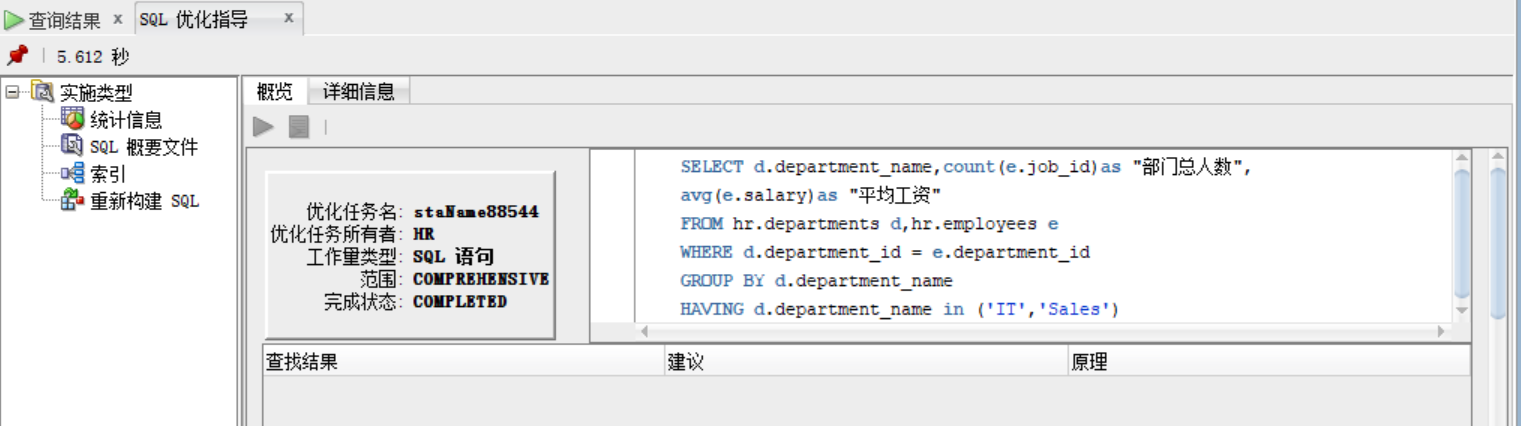 查询结果 x SQL 优化指导 x
5.612 秒
实施类型
统计信息
SQL 概要文件
索引
重新构建 SQL
概览 详细信息
优化任务名: staName88544
优化任务所有者: HR
工作量类型: SQL 语句
范围: COMPREHENSIVE
完成状态: COMPLETED
SELECT d.department_name,count(e.job_id)as "部门总人数",
avg(e.salary)as "平均工资"
FROM hr.departments d,hr.employees e
WHERE d.department_id = e.department_id
GROUP BY d.department_name
HAVING d.department_name in ('IT','Sales')
查找结果 建议 原理